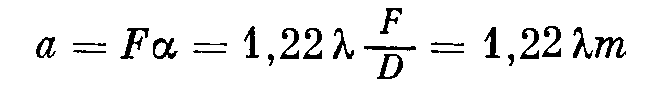 a = Fα = 1,22 λ F/D = 1,22 λm